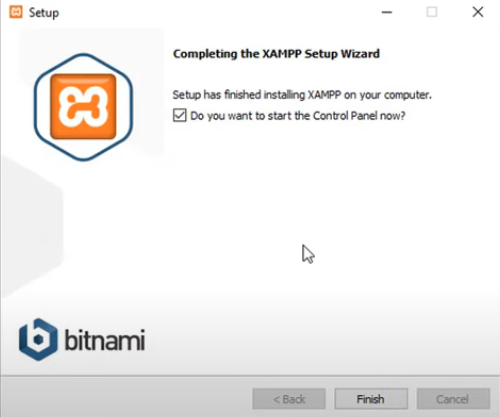 Setup
Completing the XAMPP Setup Wizard
Setup has finished installing XAMPP on your computer.
Do you want to start the Control Panel now?
bitnami
< Back Finish Cancel